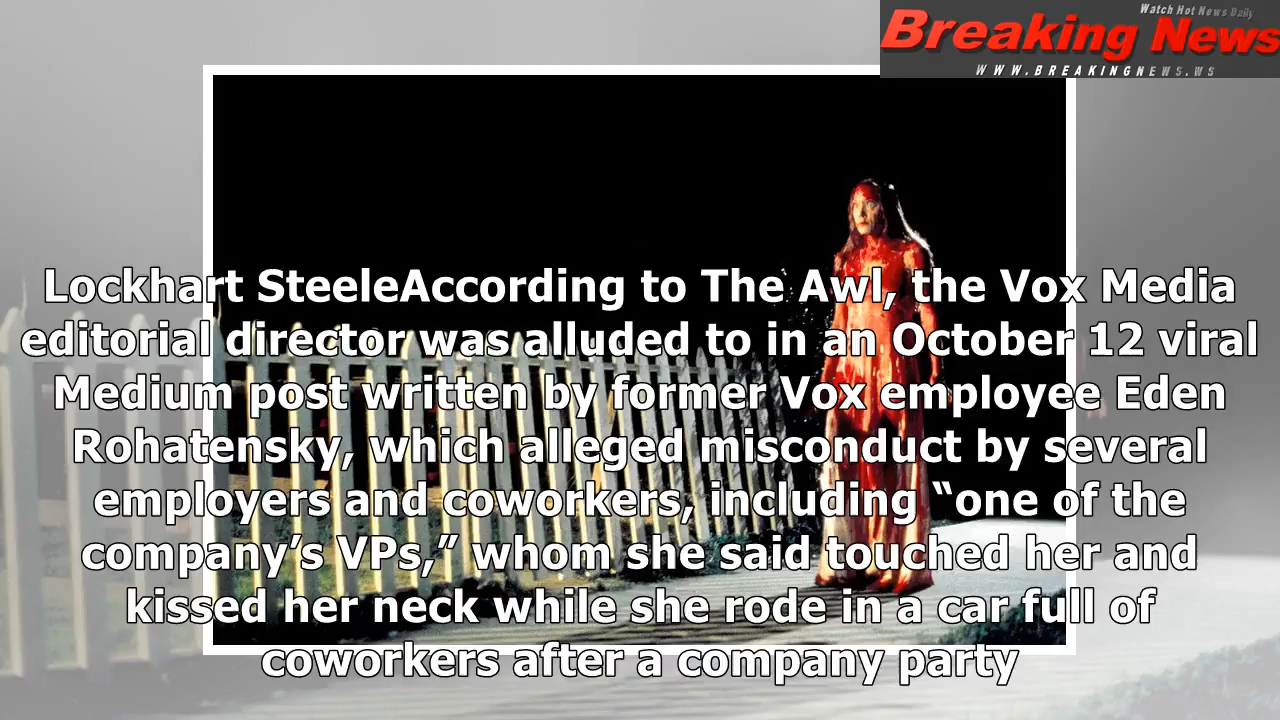 Watch Hot News Daily
Breaking News
WWW.BREAKINGNEWS.WS
Lockhart SteeleAccording to The Awl, the Vox Media
editorial director was alluded to in an October 12 viral
Medium post written by former Vox employee Eden
Rohatensky, which alleged misconduct by several
employers and coworkers, including “one of the
company’s VPs,” whom she said touched her and
kissed her neck while she rode in a car full of
coworkers after a company party